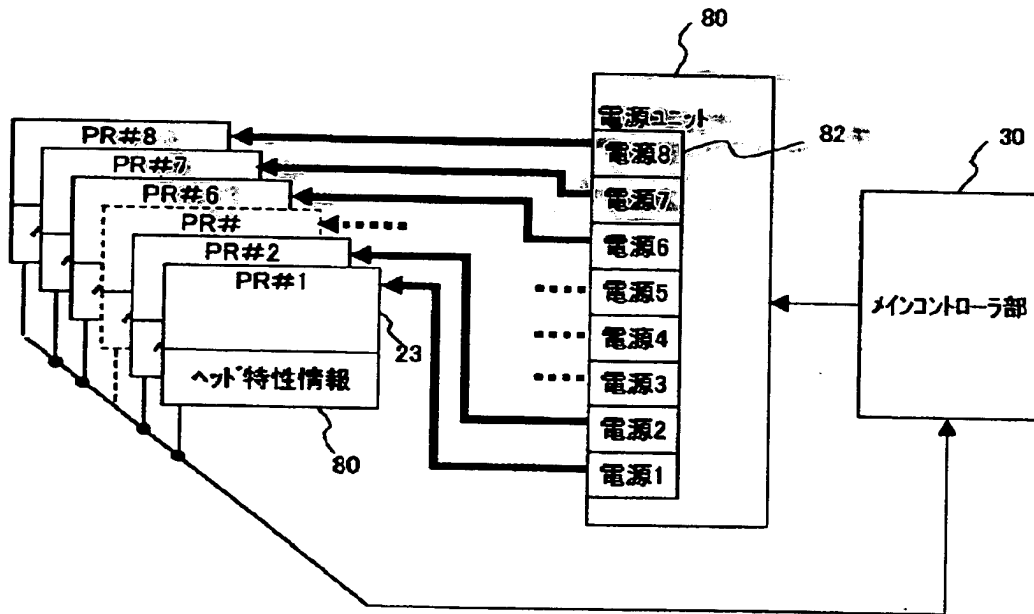 80
電源ユニット
82
30
PR#8
PR#7
PR#6
PR#
PR#2
PR#1
23
ヘッド特性情報
80
電源8
電源7
電源6
電源5
電源4
電源3
電源2
電源1
メインコントローラ部